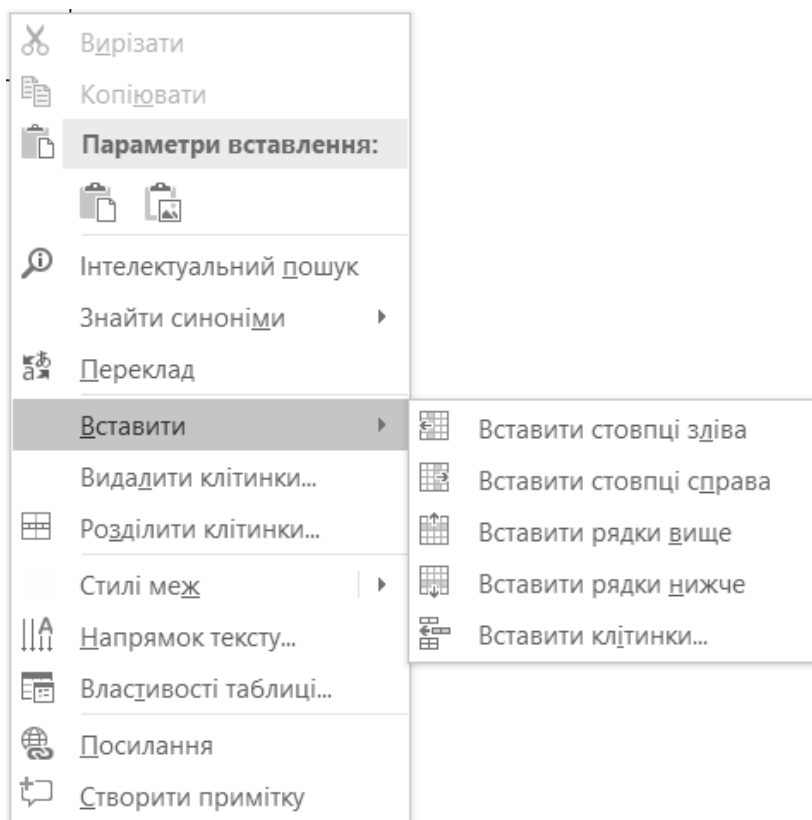 Вирізати
Копіювати
Параметри вставлення:
Інтелектуальний пошук
Знайти синоніми
Переклад
Вставити
Видалити клітинки...
Розділити клітинки...
Стилі меж
Напрямок тексту...
Властивості таблиці...
Посилання
Створити примітку
Вставити стовпці зліва
Вставити стовпці справа
Вставити рядки вище
Вставити рядки нижче
Вставити клітинки...